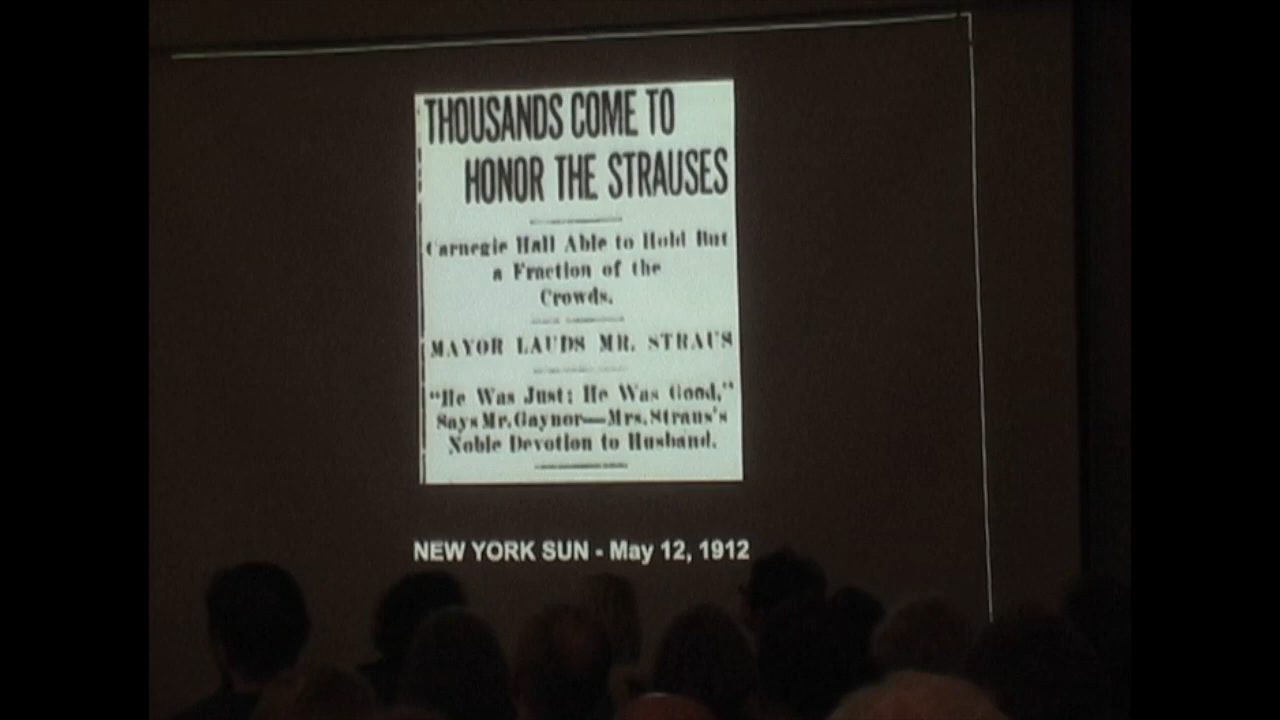 THOUSANDS COME TO
HONOR THE STRAUSES
Carnegie Hall Able to Hold But
a Fraction of the
Crowds.
MAYOR LAUDS MR. STRAUS
"He Was Just; He Was Good,"
Says Mr. Gaynor—Mrs. Straus's
Noble Devotion to Husband.
NEW YORK SUN - May 12, 1912